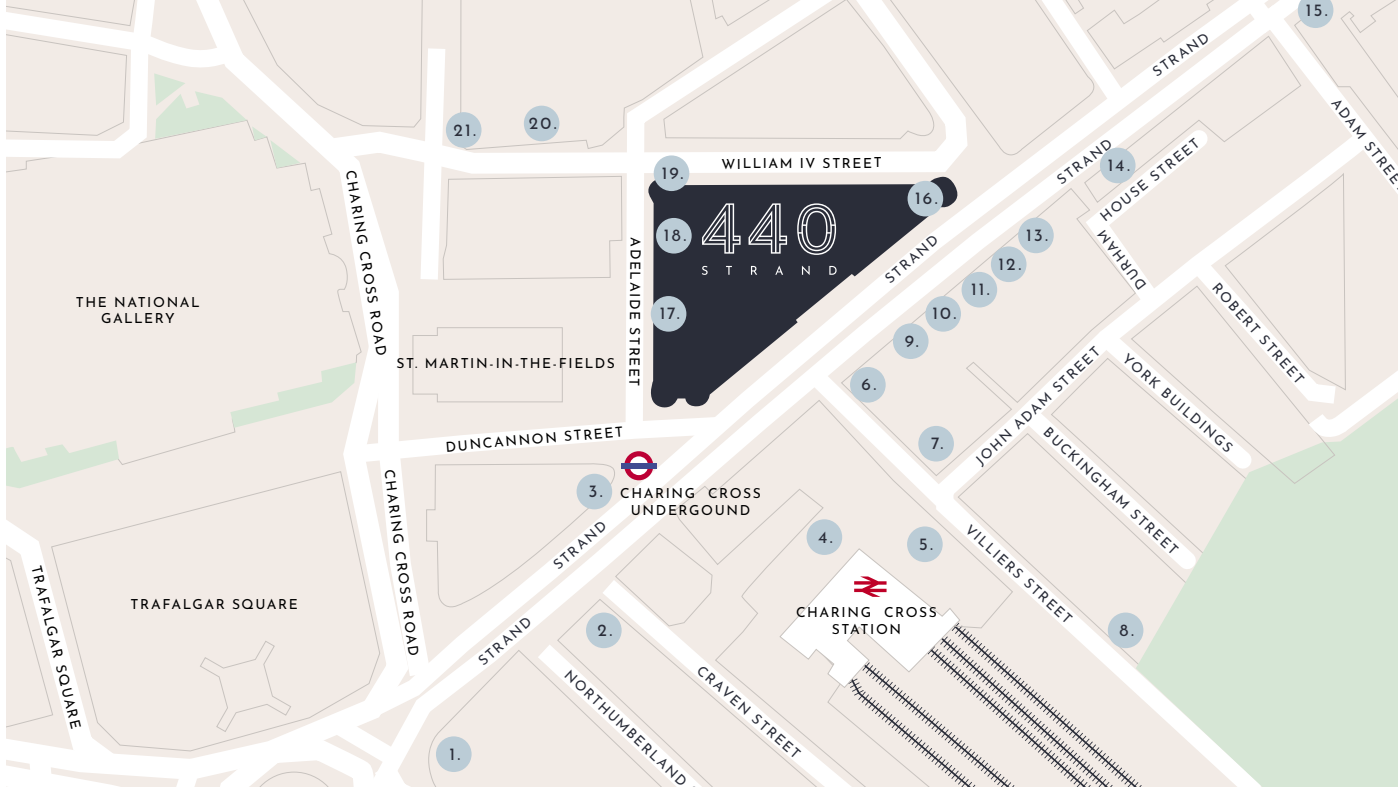 15.
STRAND
ADAM STREE
21.
20.
WILLIAM IV STREET
STRAND
14.
HOUSE STREET
DURHAM
19.
16.
440
STRAND
18.
17.
ADELAIDE STREET
STRAND
13.
12.
11.
10.
9.
6.
7.
CHARING CROSS ROAD
THE NATIONAL
GALLERY
ST. MARTIN-IN-THE-FIELDS
ROBERT STREET
YORK BUILDINGS
JOHN ADAM STREET
BUCKINGHAM STREET
DUNCANNON STREET
3.
CHARING CROSS
UNDERGOUND
STRAND
CHARING CROSS ROAD
4.
5.
VILLIERS STREET
8.
CHARING CROSS
STATION
TRAFALGAR SQUARE
TRAFALGAR SQUARE
STRAND
2.
CRAVEN STREET
NORTHUMBERLAND
1.